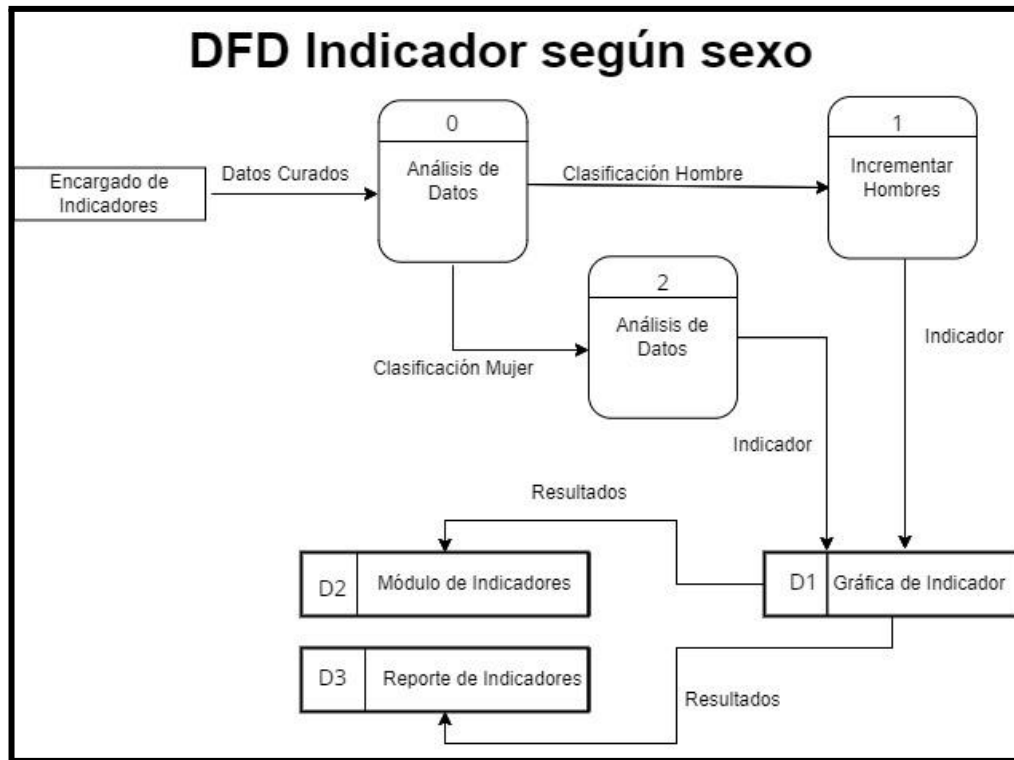 DFD Indicador según sexo
0
Análisis de
Datos
1
Incrementar
Hombres
Encargado de
Indicadores
Datos Curados
Clasificación Hombre
2
Análisis de
Datos
Clasificación Mujer
Indicador
Indicador
Resultados
D2
Módulo de Indicadores
D1
Gráfica de Indicador
D3
Reporte de Indicadores
Resultados